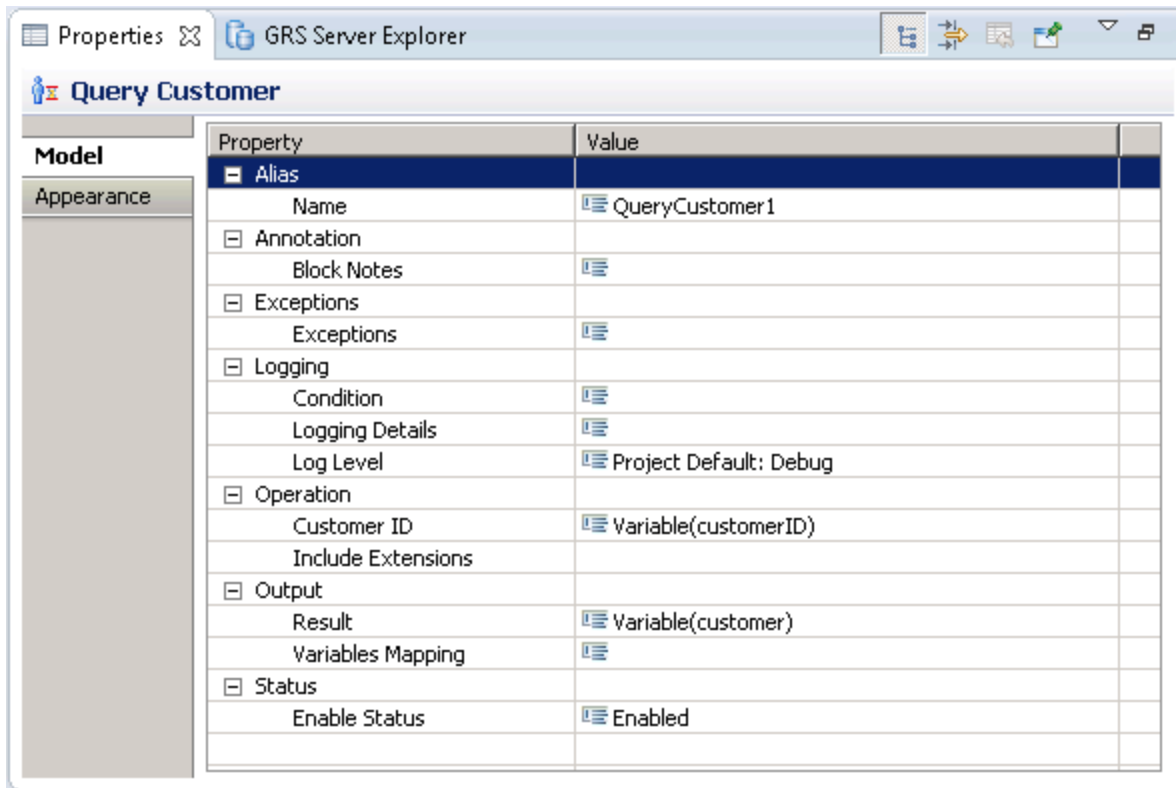 Properties GRS Server Explorer
Query Customer
Model
Appearance
Property Value
Alias
Name QueryCustomer1
Annotation
Block Notes
Exceptions
Exceptions
Logging
Condition
Logging Details
Log Level Project Default: Debug
Operation
Customer ID Variable(customerID)
Include Extensions
Output
Result Variable(customer)
Variables Mapping
Status
Enable Status Enabled